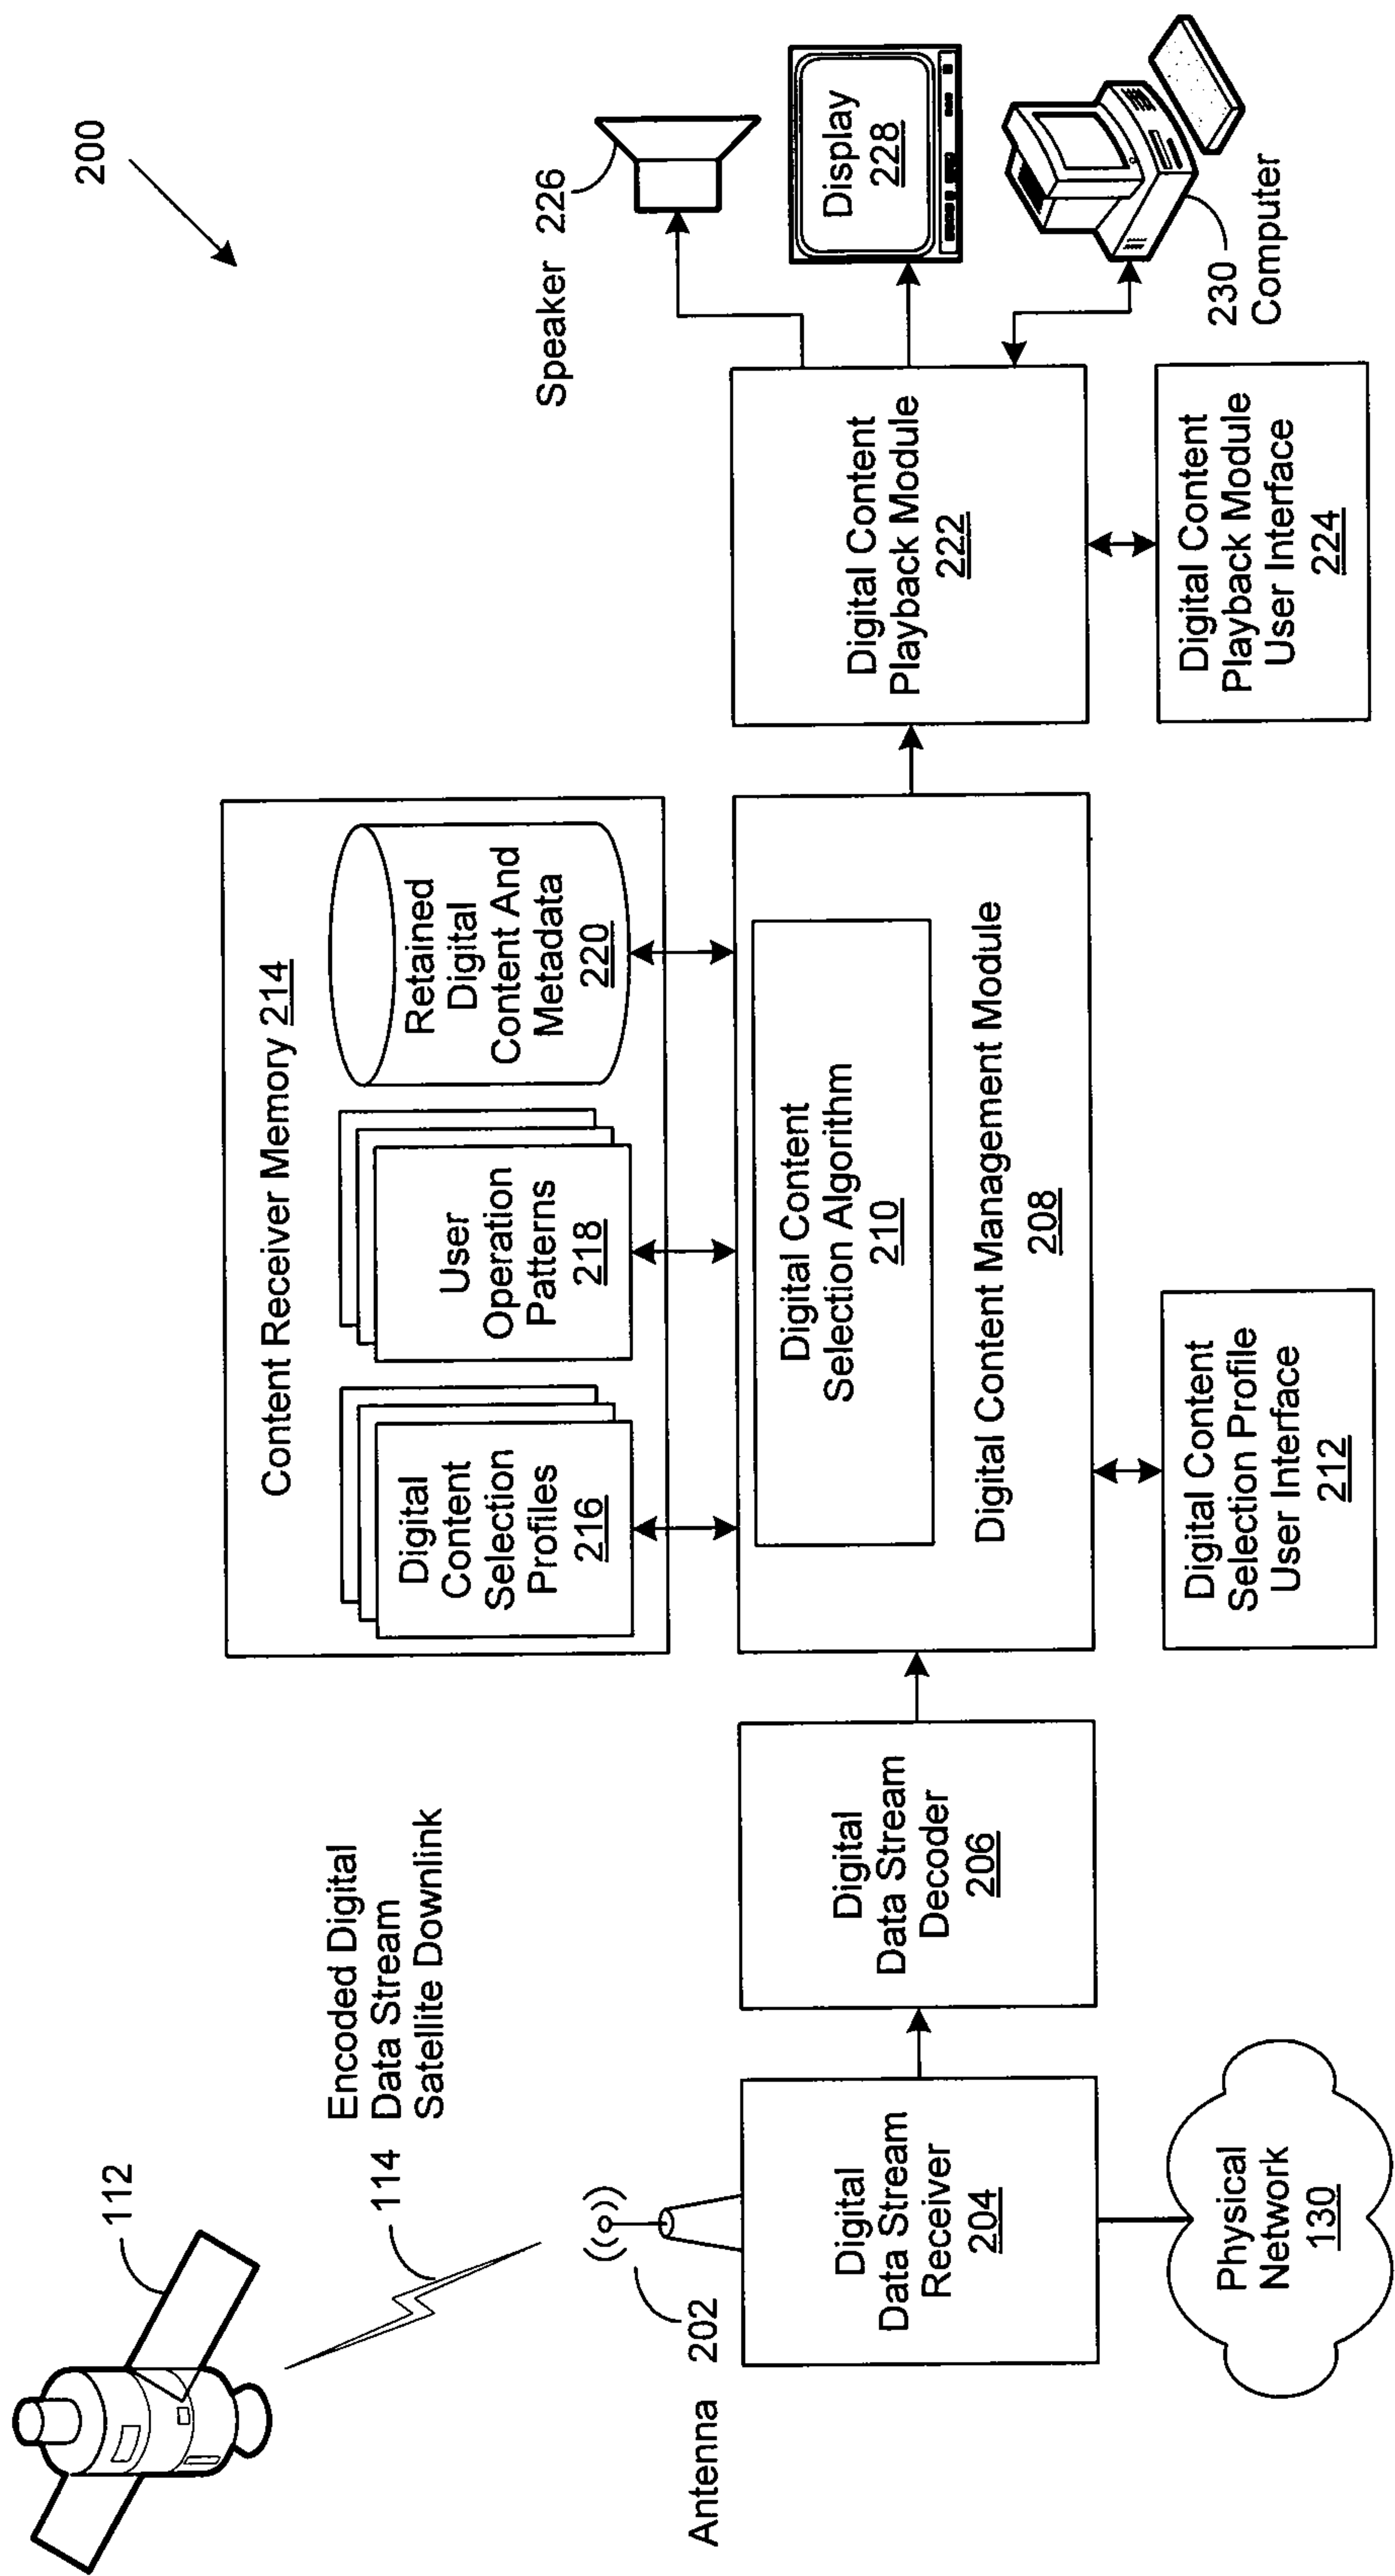 200
112
114
Encoded Digital
Data Stream
Satellite Downlink
Antenna 202
Digital
Data Stream
Receiver
204
Physical
Network
130
Digital
Data Stream
Decoder
206
Content Receiver Memory 214
Digital
Content
Selection
Profiles
216
User
Operation
Patterns
218
Retained
Digital
Content And
Metadata
220
Digital Content
Selection Algorithm
210
Digital Content Management Module
208
Digital Content
Selection Profile
User Interface
212
Digital Content
Playback Module
222
Digital Content
Playback Module
User Interface
224
Speaker 226
Display
228
230
Computer